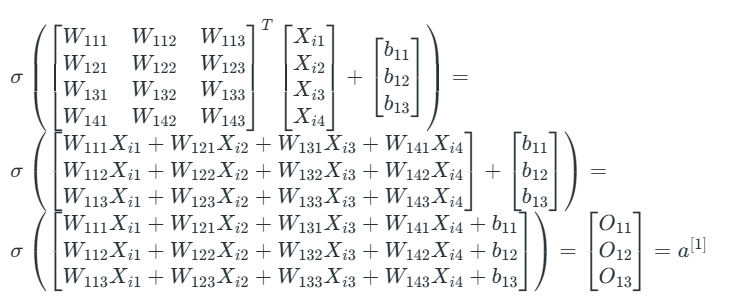 σ ( [ W₁₁₁ W₁₁₂ W₁₁₃ ; W₁₂₁ W₁₂₂ W₁₂₃ ; W₁₃₁ W₁₃₂ W₁₃₃ ; W₁₄₁ W₁₄₂ W₁₄₃ ]ᵀ [ Xᵢ₁ ; Xᵢ₂ ; Xᵢ₃ ; Xᵢ₄ ] + [ b₁₁ ; b₁₂ ; b₁₃ ] ) =
σ ( [ W₁₁₁Xᵢ₁ + W₁₂₁Xᵢ₂ + W₁₃₁Xᵢ₃ + W₁₄₁Xᵢ₄ ; W₁₁₂Xᵢ₁ + W₁₂₂Xᵢ₂ + W₁₃₂Xᵢ₃ + W₁₄₂Xᵢ₄ ; W₁₁₃Xᵢ₁ + W₁₂₃Xᵢ₂ + W₁₃₃Xᵢ₃ + W₁₄₃Xᵢ₄ ] + [ b₁₁ ; b₁₂ ; b₁₃ ] ) =
σ ( [ W₁₁₁Xᵢ₁ + W₁₂₁Xᵢ₂ + W₁₃₁Xᵢ₃ + W₁₄₁Xᵢ₄ + b₁₁ ; W₁₁₂Xᵢ₁ + W₁₂₂Xᵢ₂ + W₁₃₂Xᵢ₃ + W₁₄₂Xᵢ₄ + b₁₂ ; W₁₁₃Xᵢ₁ + W₁₂₃Xᵢ₂ + W₁₃₃Xᵢ₃ + W₁₄₃Xᵢ₄ + b₁₃ ] ) = [ O₁₁ ; O₁₂ ; O₁₃ ] = a^[1]